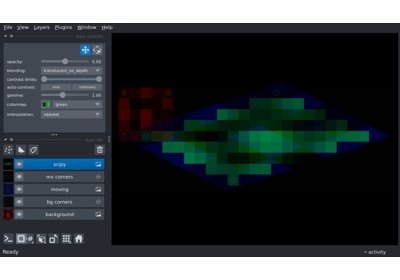 File View Layers Plugins Window Help
opacity: 0.50
blending: translucent_no_depth
contrast limits:
auto-contrast: once continuous
gamma: 1.00
colormap: green
interpolation: nearest
scipy
mv corners
moving
bg corners
background
Ready
activity